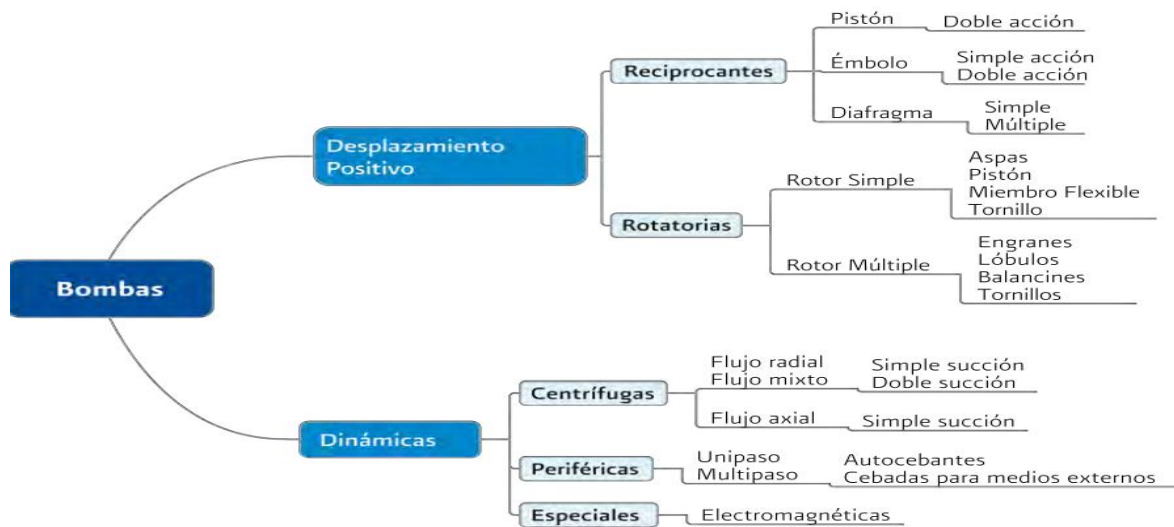 Bombas
Desplazamiento
Positivo
Reciprocantes
Pistón
Doble acción
Émbolo
Simple acción
Doble acción
Diafragma
Simple
Múltiple
Rotatorias
Rotor Simple
Aspas
Pistón
Miembro Flexible
Tornillo
Rotor Múltiple
Engranes
Lóbulos
Balancines
Tornillos
Dinámicas
Centrífugas
Flujo radial
Flujo mixto
Simple succión
Doble succión
Flujo axial
Simple succión
Periféricas
Unipaso
Multipaso
Autocebantes
Cebadas para medios externos
Especiales
Electromagnéticas